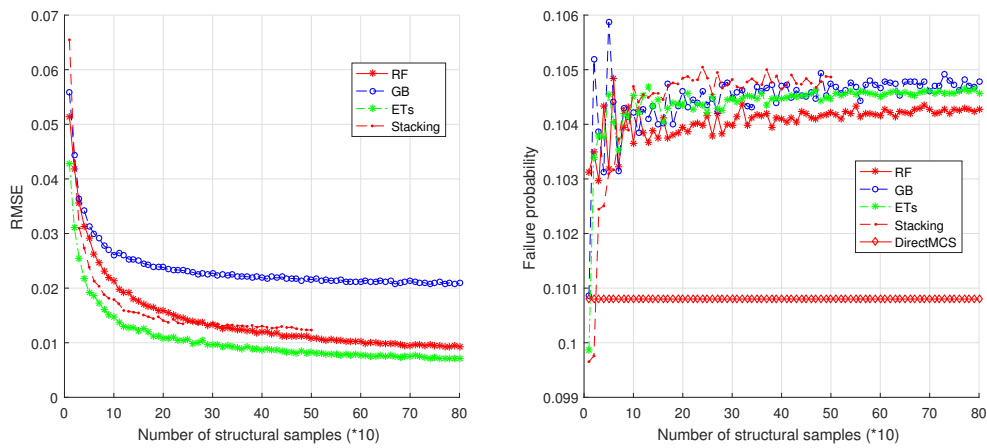 0.07
0.06
0.05
0.04
0.03
0.02
0.01
0
RMSE
0 10 20 30 40 50 60 70 80
Number of structural samples (*10)
RF
GB
ETs
Stacking
0.106
0.105
0.104
0.103
0.102
0.101
0.1
0.099
Failure probability
0 10 20 30 40 50 60 70 80
Number of structural samples (*10)
RF
GB
ETs
Stacking
DirectMCS